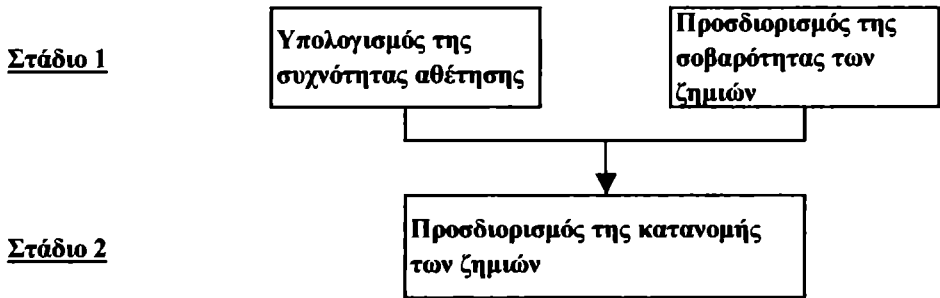 Στάδιο 1
Υπολογισμός της
συχνότητας αθέτησης
Προσδιορισμός της
σοβαρότητας των
ζημιών
Στάδιο 2
Προσδιορισμός της κατανομής
των ζημιών